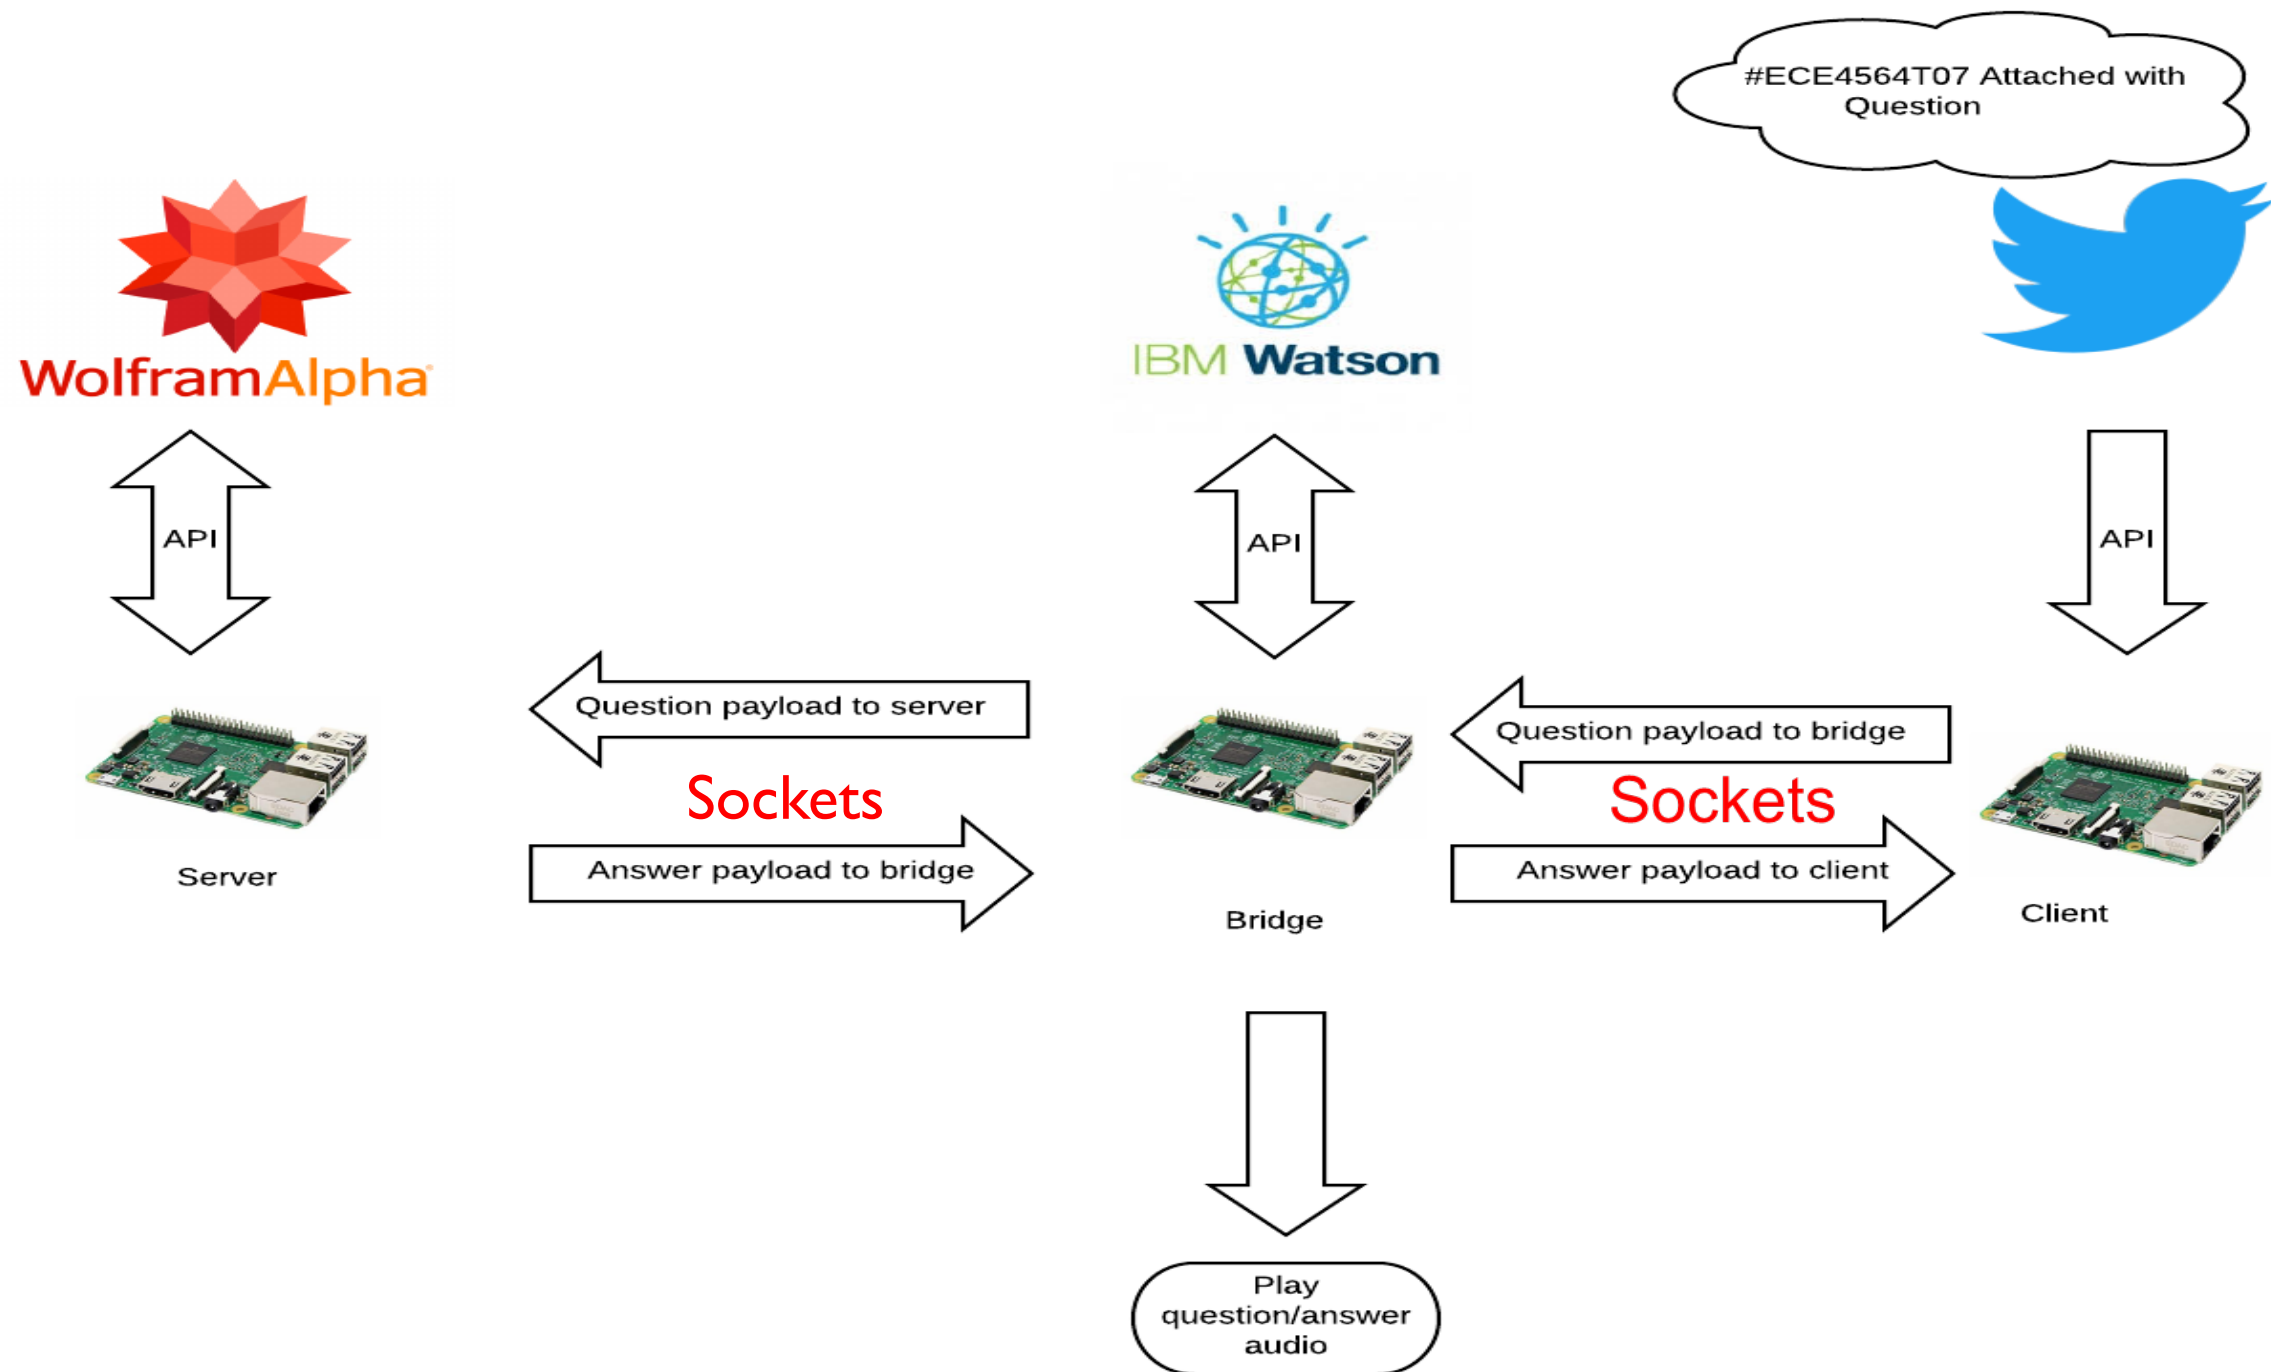 #ECE4564T07 Attached with
Question
WolframAlpha
IBM Watson
API
API
API
Question payload to server
Question payload to bridge
Sockets
Sockets
Answer payload to bridge
Answer payload to client
Server
Bridge
Client
Play
question/answer
audio